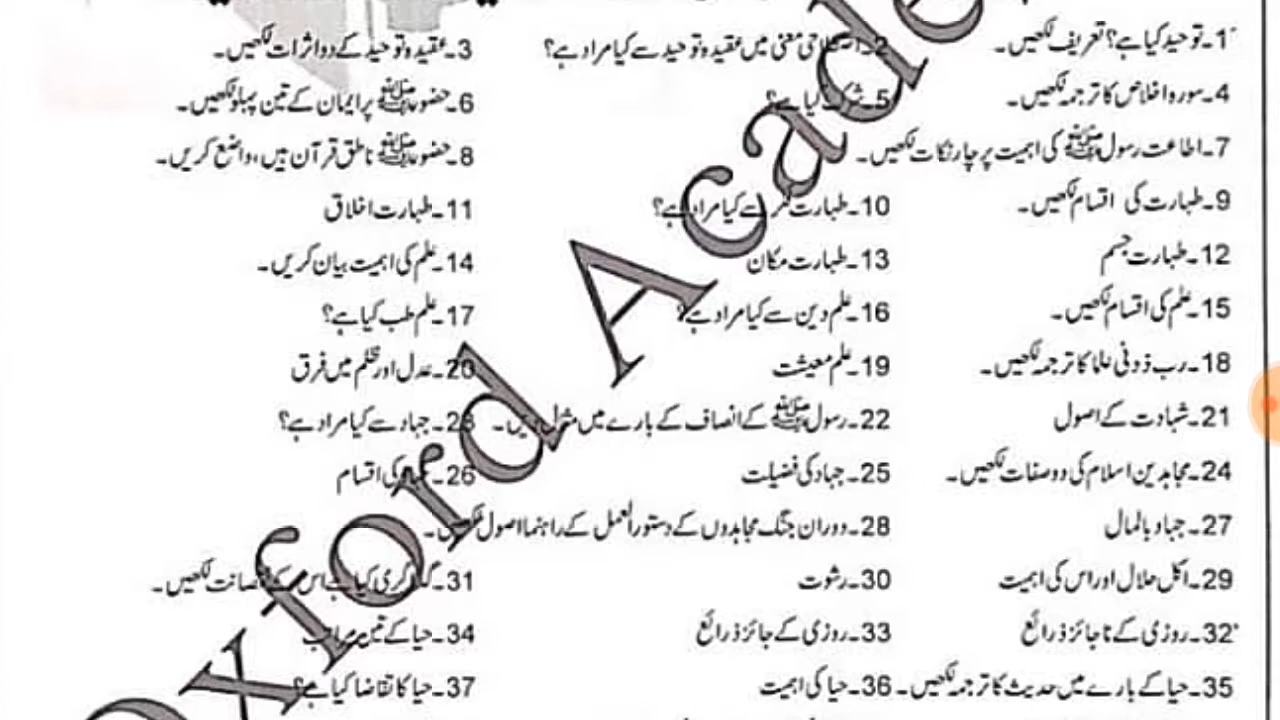 1۔توحید کیا ہے؟ تعریف لکھیں۔ 2۔اصطلاحی معنی میں عقیدہ توحید سے کیا مراد ہے؟ 3۔عقیدہ توحید کے دو اثرات لکھیں۔
4۔سورہ اخلاص کا ترجمہ لکھیں۔ 5۔شرک کیا ہے؟ 6۔حضورﷺ پر ایمان کے تین پہلو لکھیں۔
7۔اطاعت رسولﷺ کی اہمیت پر چار نکات لکھیں۔ 8۔حضورﷺ ناطق قرآن ہیں، واضع کریں۔
9۔طہارت کی اقسام لکھیں۔ 10۔طہارت فکر سے کیا مراد ہے؟ 11۔طہارت اخلاق
12۔طہارت جسم 13۔طہارت مکان 14۔علم کی اہمیت بیان کریں۔
15۔علم کی اقسام لکھیں۔ 16۔علم دین سے کیا مراد ہے؟ 17۔علم طب کیا ہے؟
18۔رب زدنی علما کا ترجمہ لکھیں۔ 19۔علم معیشت 20۔عدل اور ظلم میں فرق
21۔شہادت کے اصول 22۔رسولﷺ کے انصاف کے بارے میں مثال دیں۔ 23۔جہاد سے کیا مراد ہے؟
24۔مجاہدین اسلام کی دو صفات لکھیں۔ 25۔جہاد کی فضیلت 26۔جہاد کی اقسام
27۔جہاد بالمال 28۔دوران جنگ مجاہدوں کے دستور العمل کے راہنما اصول لکھیں۔
29۔اکل حلال اور اس کی اہمیت 30۔رشوت 31۔گداگری کیا ہے اس کے نقصانات لکھیں۔
32۔روزی کے ناجائز ذرائع 33۔روزی کے جائز ذرائع 34۔حیا کے تین مراتب
35۔حیا کے بارے میں حدیث کا ترجمہ لکھیں۔ 36۔حیا کی اہمیت 37۔حیا کا تقاضا کیا ہے؟
Oxford Acade